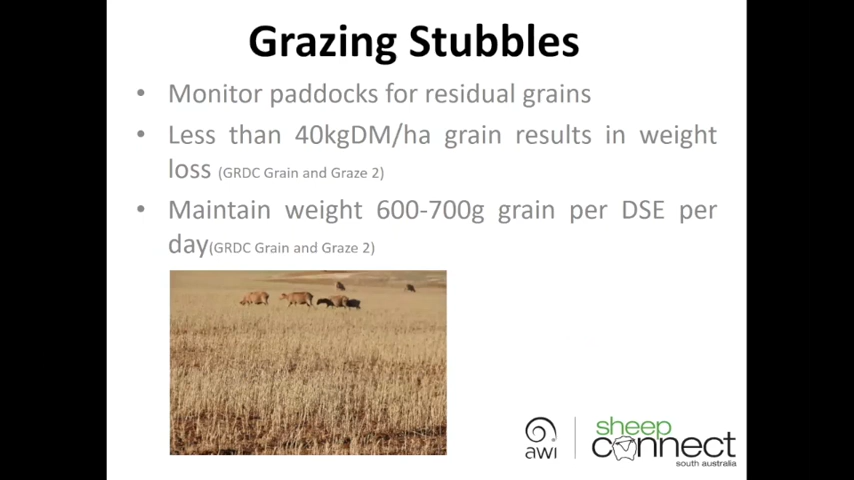 Grazing Stubbles
• Monitor paddocks for residual grains
• Less than 40kgDM/ha grain results in weight
loss (GRDC Grain and Graze 2)
• Maintain weight 600-700g grain per DSE per
day(GRDC Grain and Graze 2)
awi
sheep
connect
south australia